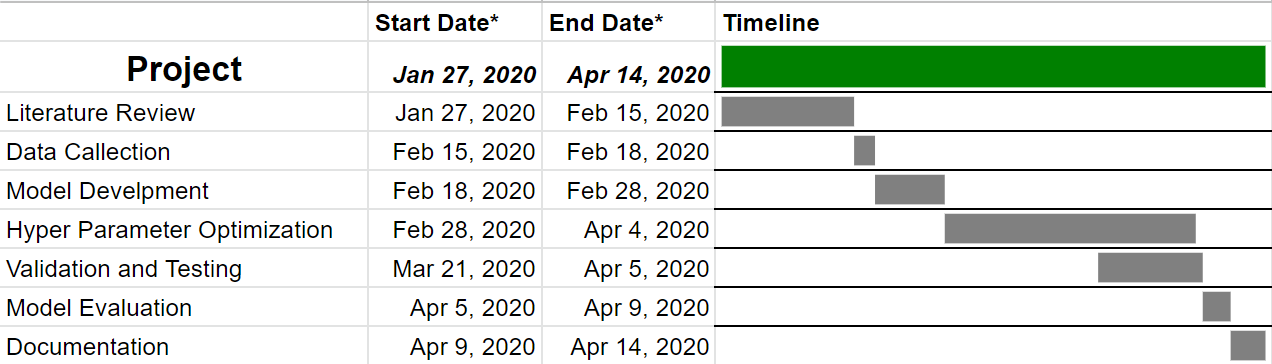 Start Date* End Date* Timeline
Project Jan 27, 2020 Apr 14, 2020
Literature Review Jan 27, 2020 Feb 15, 2020
Data Callection Feb 15, 2020 Feb 18, 2020
Model Develpment Feb 18, 2020 Feb 28, 2020
Hyper Parameter Optimization Feb 28, 2020 Apr 4, 2020
Validation and Testing Mar 21, 2020 Apr 5, 2020
Model Evaluation Apr 5, 2020 Apr 9, 2020
Documentation Apr 9, 2020 Apr 14, 2020